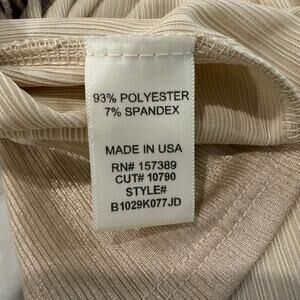 93% POLYESTER
7% SPANDEX
MADE IN USA
RN# 157389
CUT# 10790
STYLE#
B1029K077JD